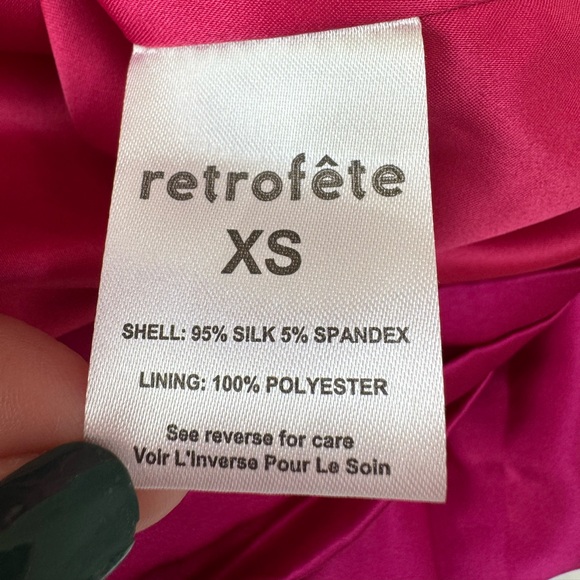 retrofête
XS
SHELL: 95% SILK 5% SPANDEX
LINING: 100% POLYESTER
See reverse for care
Voir L'Inverse Pour Le Soin